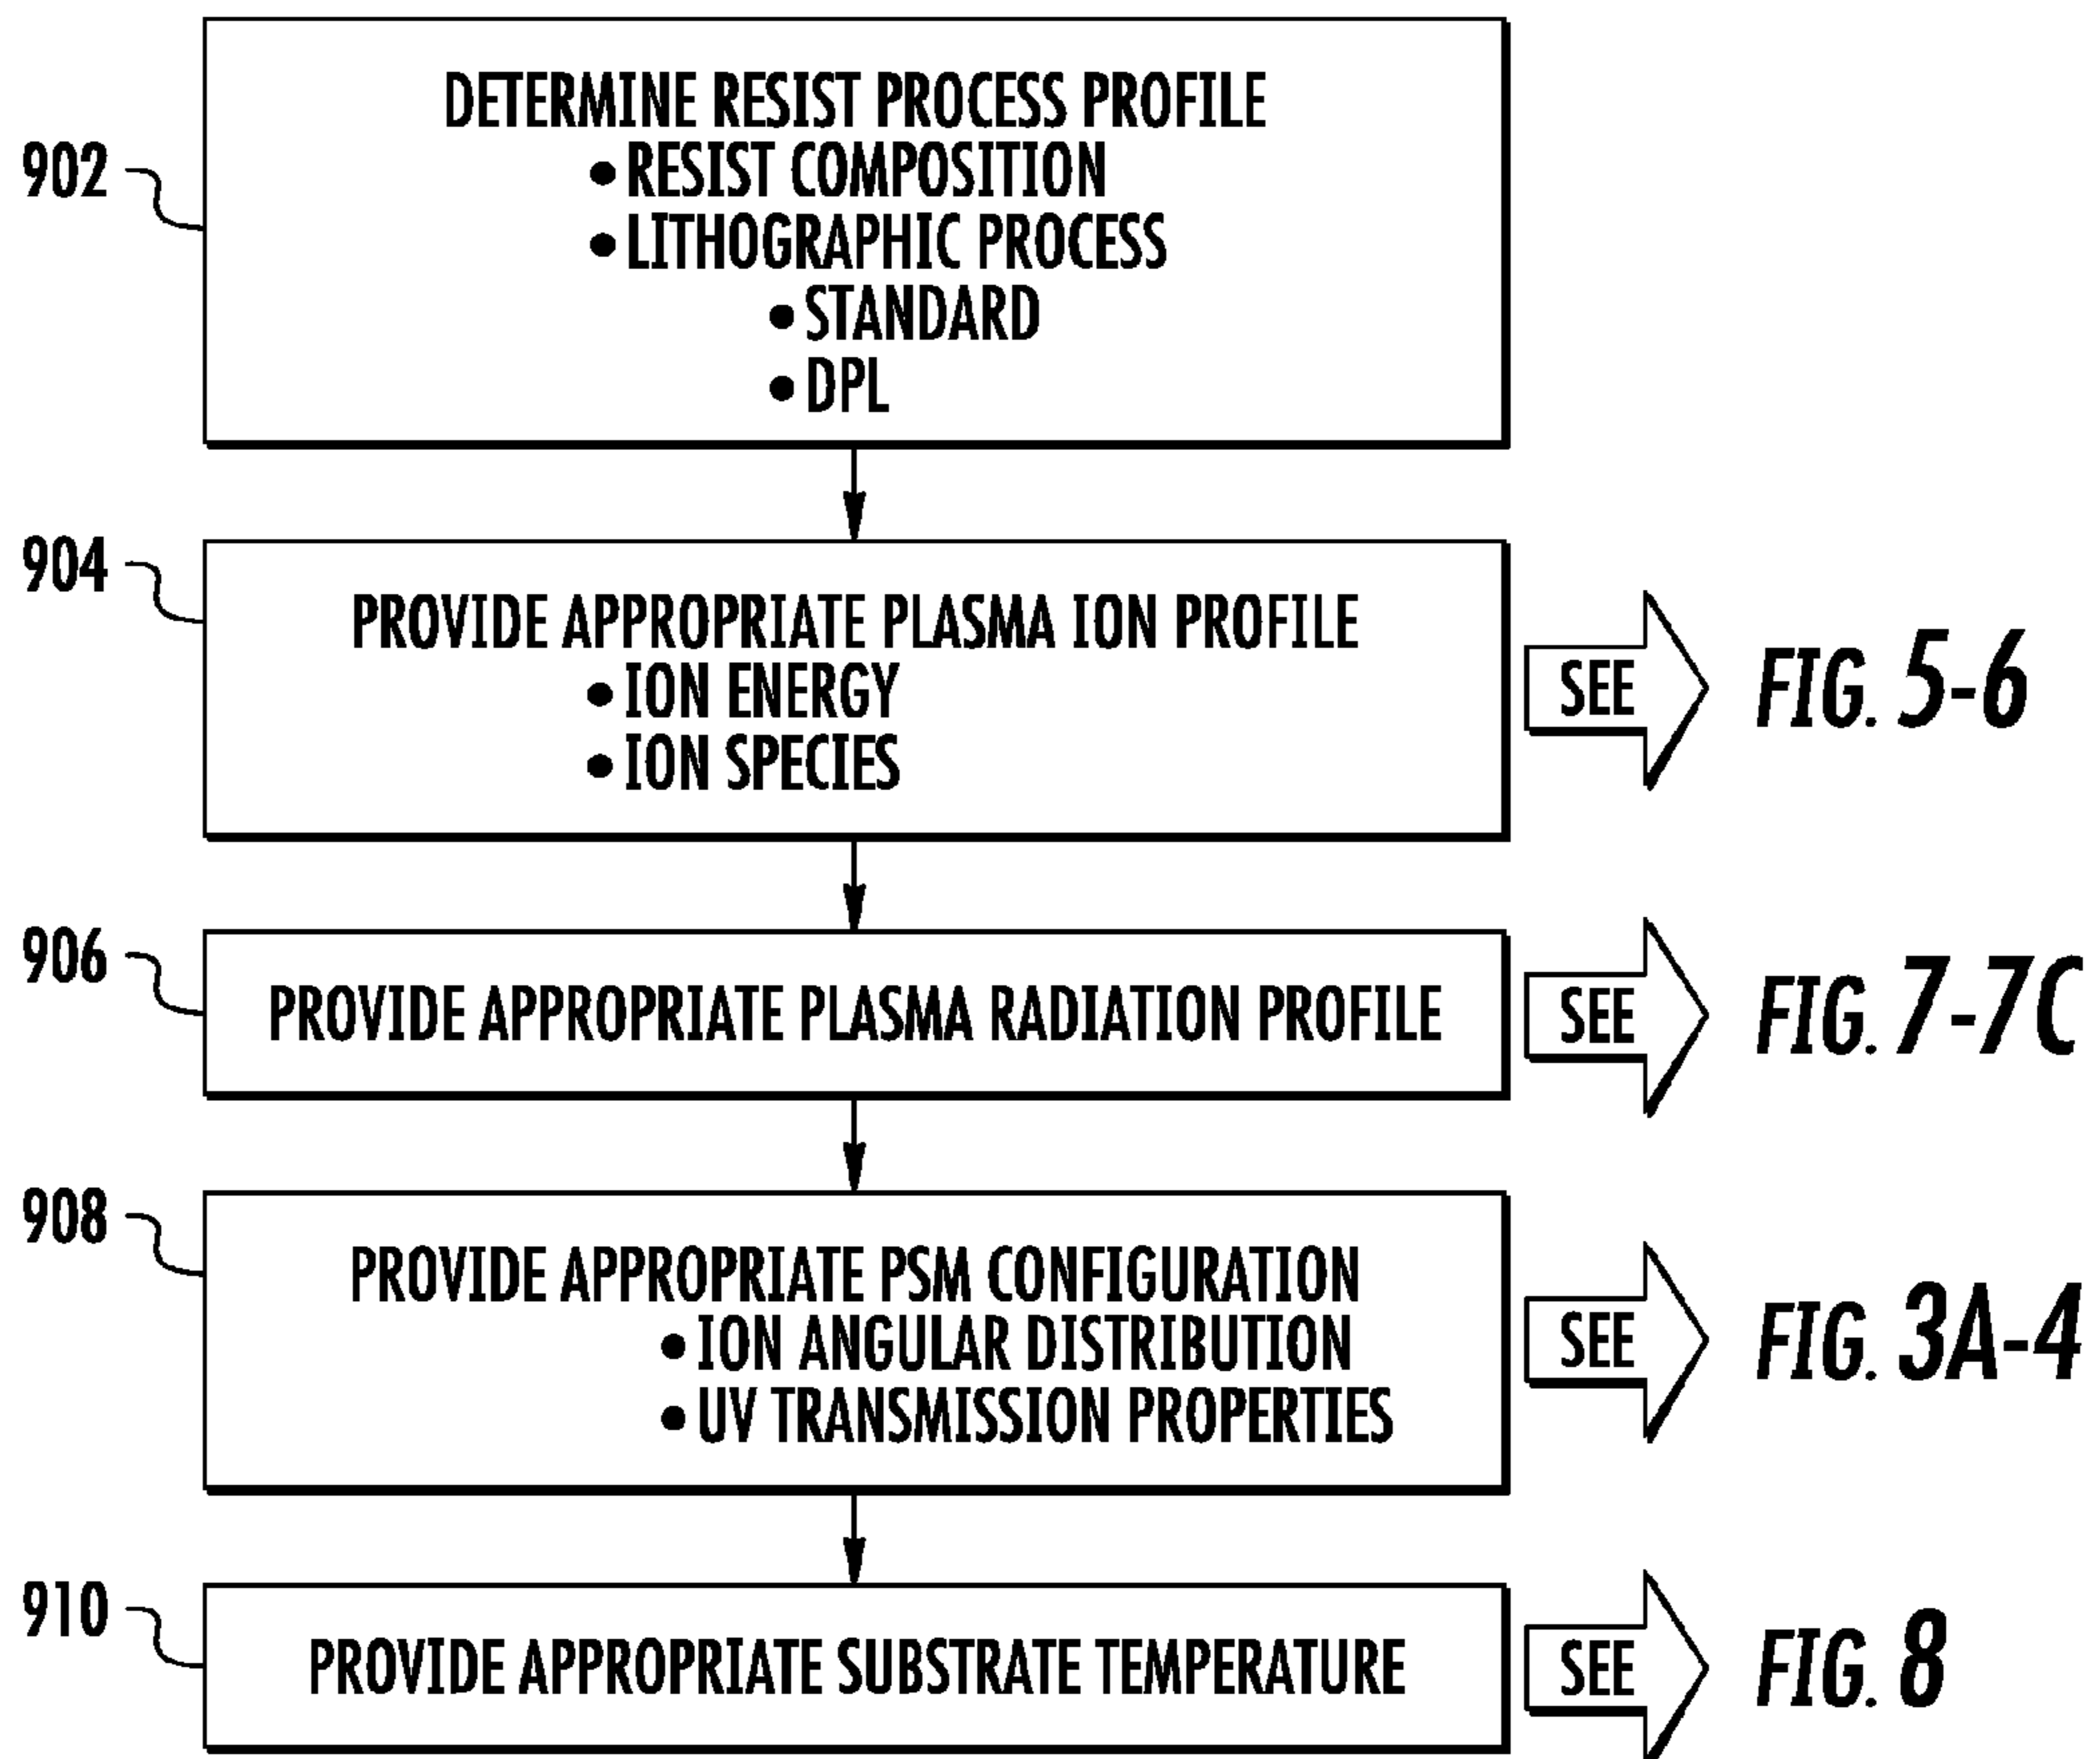 902
DETERMINE RESIST PROCESS PROFILE
• RESIST COMPOSITION
• LITHOGRAPHIC PROCESS
• STANDARD
• DPL
904
PROVIDE APPROPRIATE PLASMA ION PROFILE
• ION ENERGY
• ION SPECIES
SEE
FIG. 5-6
906
PROVIDE APPROPRIATE PLASMA RADIATION PROFILE
SEE
FIG. 7-7C
908
PROVIDE APPROPRIATE PSM CONFIGURATION
• ION ANGULAR DISTRIBUTION
• UV TRANSMISSION PROPERTIES
SEE
FIG. 3A-4
910
PROVIDE APPROPRIATE SUBSTRATE TEMPERATURE
SEE
FIG. 8